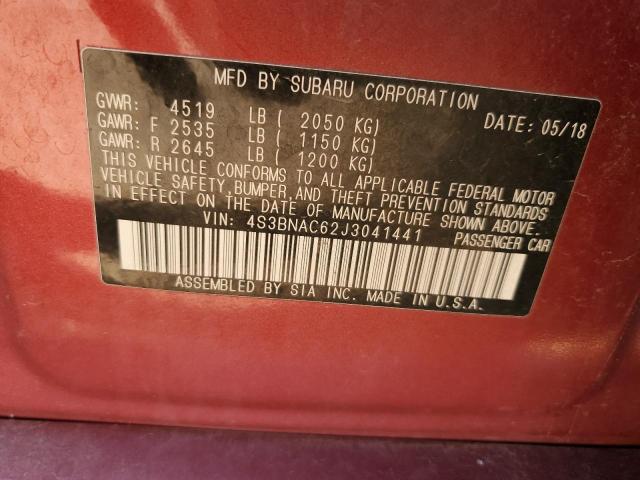 MFD BY SUBARU CORPORATION
GVWR: 4519 LB ( 2050 KG) DATE: 05/18
GAWR: F 2535 LB ( 1150 KG)
GAWR: R 2645 LB ( 1200 KG)
THIS VEHICLE CONFORMS TO ALL APPLICABLE FEDERAL MOTOR
VEHICLE SAFETY, BUMPER, AND THEFT PREVENTION STANDARDS
IN EFFECT ON THE DATE OF MANUFACTURE SHOWN ABOVE.
VIN: 4S3BNAC62J3041441 PASSENGER CAR
ASSEMBLED BY SIA INC. MADE IN U.S.A.